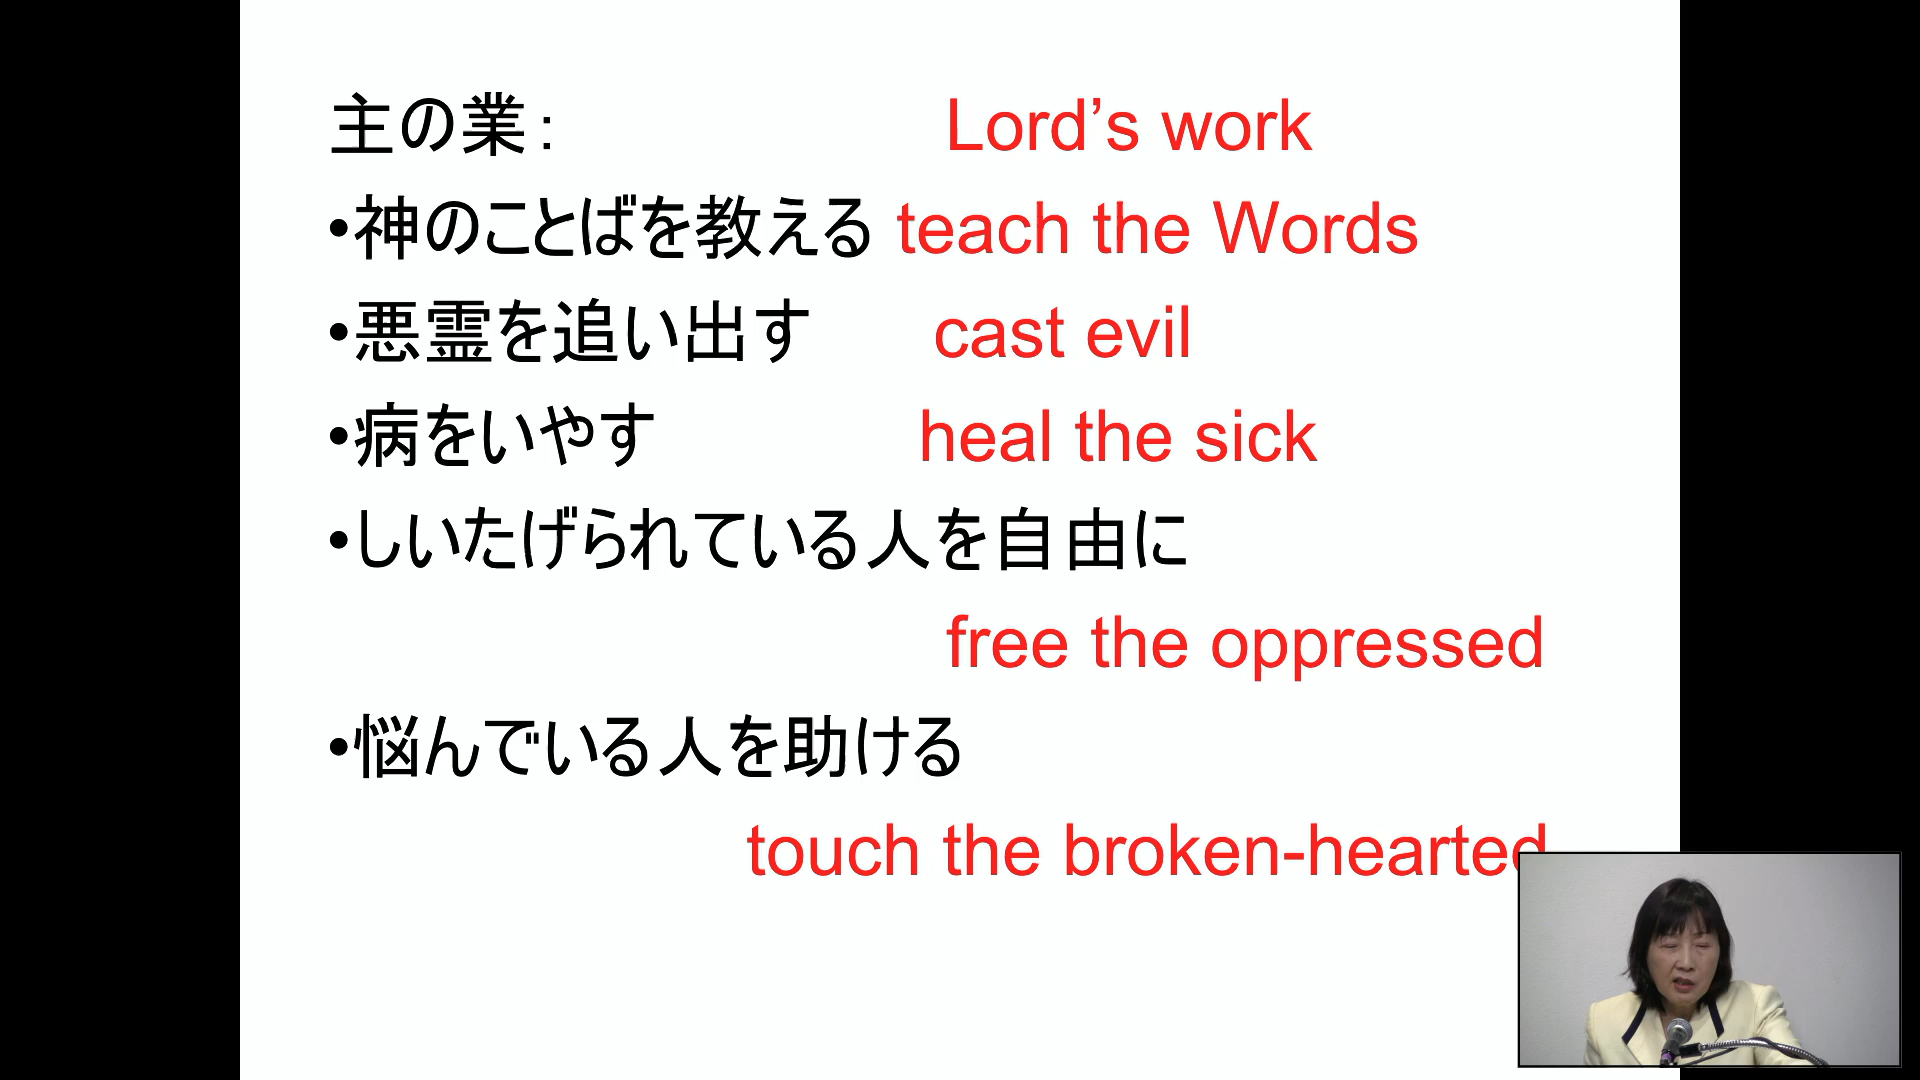 主の業： Lord’s work
•神のことばを教える teach the Words
•悪霊を追い出す cast evil
•病をいやす heal the sick
•しいたげられている人を自由に
free the oppressed
•悩んでいる人を助ける
touch the broken-hearted